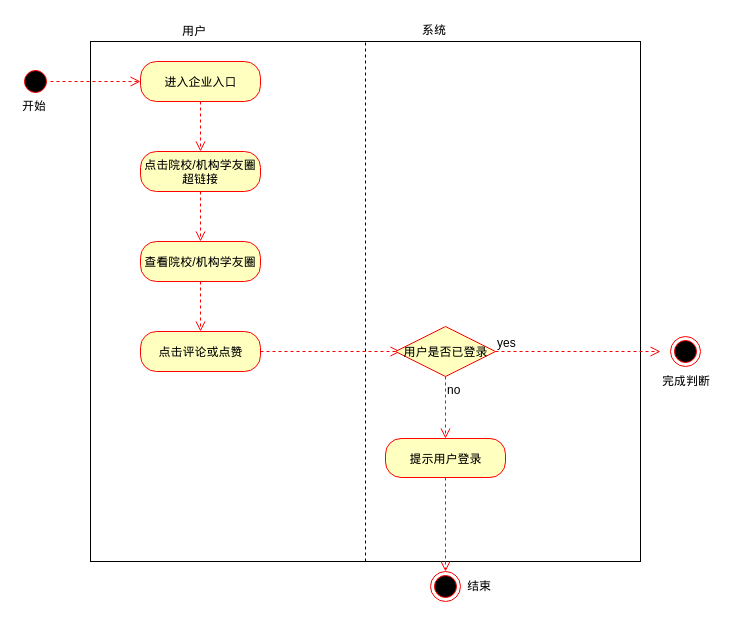 用户
系统
进入企业入口
开始
点击院校/机构学友圈
超链接
查看院校/机构学友圈
点击评论或点赞
用户是否已登录
yes
no
完成判断
提示用户登录
结束